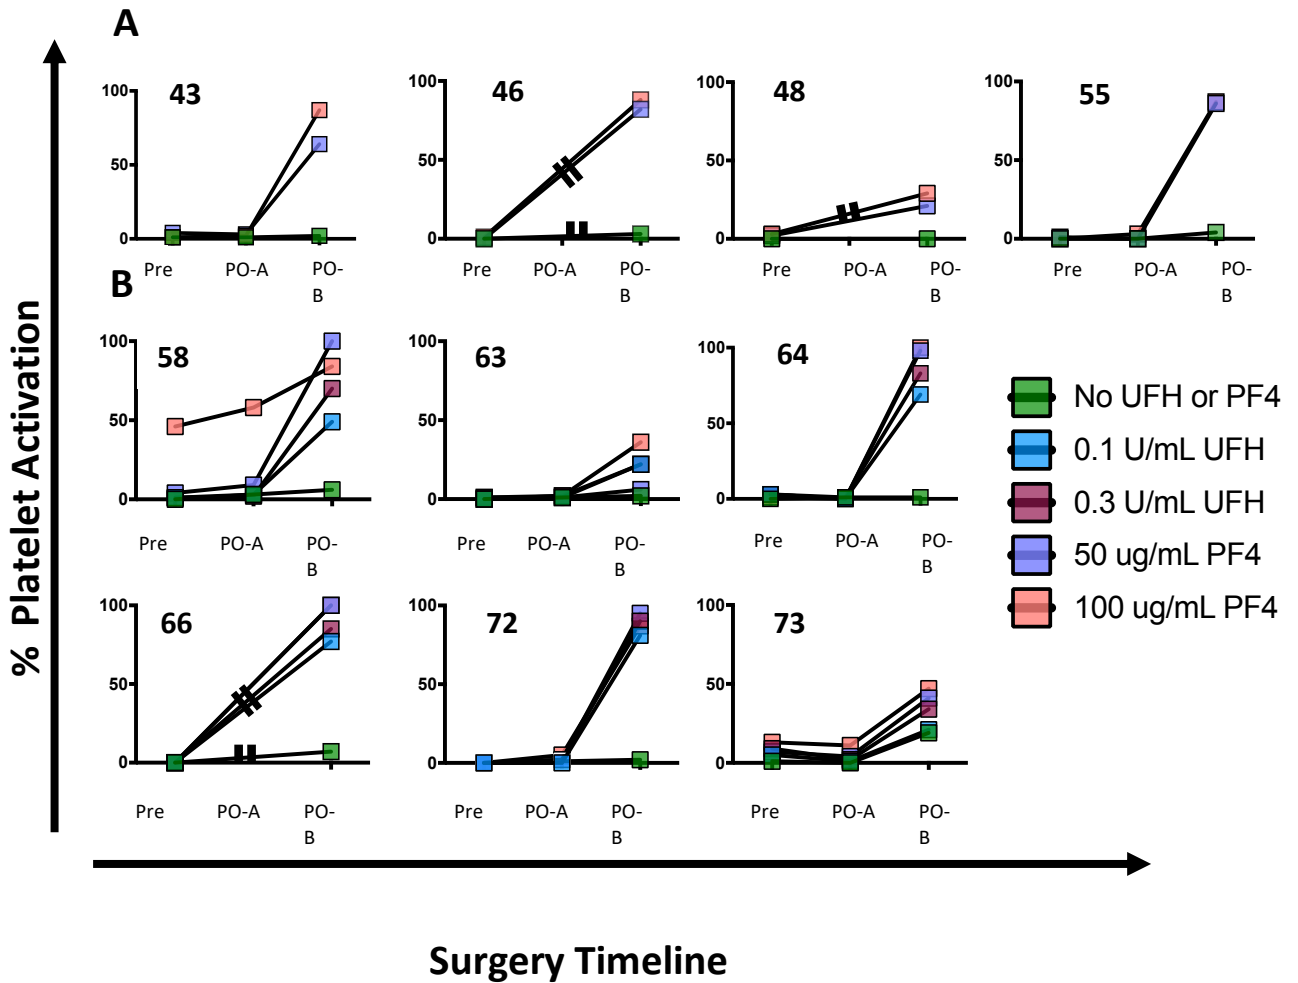 A
43
46
48
55
100
50
0
100
50
0
100
50
0
100
50
0
Pre PO-A PO-
B
Pre PO-A PO-
B
Pre PO-A PO-
B
Pre PO-A PO-
B
B
58
63
64
100
50
0
100
50
0
100
50
0
Pre PO-A PO-
B
Pre PO-A PO-
B
Pre PO-A PO-
B
66
72
73
100
50
0
100
50
0
100
50
0
Pre PO-A PO-
B
Pre PO-A PO-
B
Pre PO-A PO-
B
No UFH or PF4
0.1 U/mL UFH
0.3 U/mL UFH
50 ug/mL PF4
100 ug/mL PF4
% Platelet Activation
Surgery Timeline